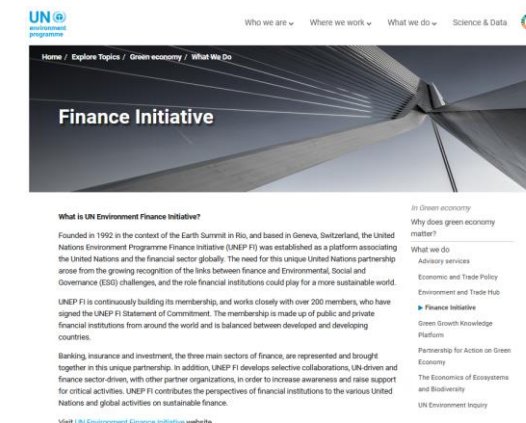 UN
environment
programme
Who we are
Where we work
What we do
Science & Data
Home / Explore Topics / Green economy / What We Do
Finance Initiative
What is UN Environment Finance Initiative?
Founded in 1992 in the context of the Earth Summit in Rio, and based in Geneva, Switzerland, the United
Nations Environment Programme Finance Initiative (UNEP FI) was established as a platform associating
the United Nations and the financial sector globally. The need for this unique United Nations partnership
arose from the growing recognition of the links between finance and Environmental, Social and
Governance (ESG) challenges, and the role financial institutions could play for a more sustainable world.
UNEP FI is continuously building its membership, and works closely with over 200 members, who have
signed the UNEP FI Statement of Commitment. The membership is made up of public and private
financial institutions from around the world and is balanced between developed and developing
countries.
Banking, insurance and investment, the three main sectors of finance, are represented and brought
together in this unique partnership. In addition, UNEP FI develops selective collaborations, UN-driven and
finance sector-driven, with other partner organizations, in order to increase awareness and raise support
for critical activities. UNEP FI contributes the perspectives of financial institutions to the various United
Nations and global activities on sustainable finance.
Visit UN Environment Finance Initiative website
In Green economy
Why does green economy
matter?
What we do
Advisory services
Economic and Trade Policy
Environment and Trade Hub
Finance Initiative
Green Growth Knowledge
Platform
Partnership for Action on Green
Economy
The Economics of Ecosystems
and Biodiversity
UN Environment Inquiry